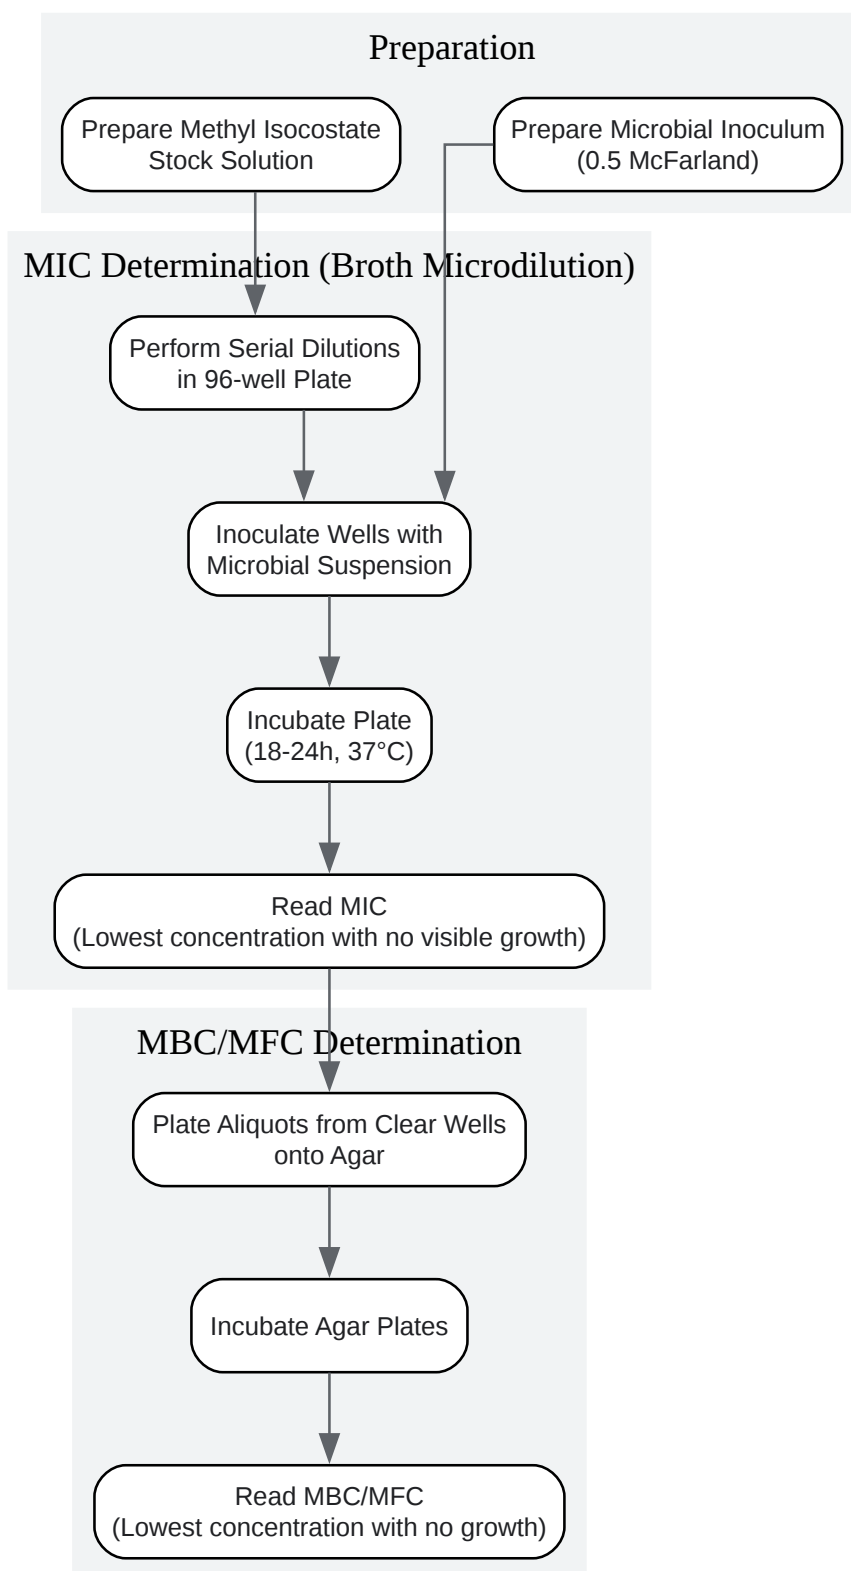 Preparation
Prepare Methyl Isocostate
Stock Solution
Prepare Microbial Inoculum
(0.5 McFarland)
MIC Determination (Broth Microdilution)
Perform Serial Dilutions
in 96-well Plate
Inoculate Wells with
Microbial Suspension
Incubate Plate
(18-24h, 37°C)
Read MIC
(Lowest concentration with no visible growth)
MBC/MFC Determination
Plate Aliquots from Clear Wells
onto Agar
Incubate Agar Plates
Read MBC/MFC
(Lowest concentration with no growth)